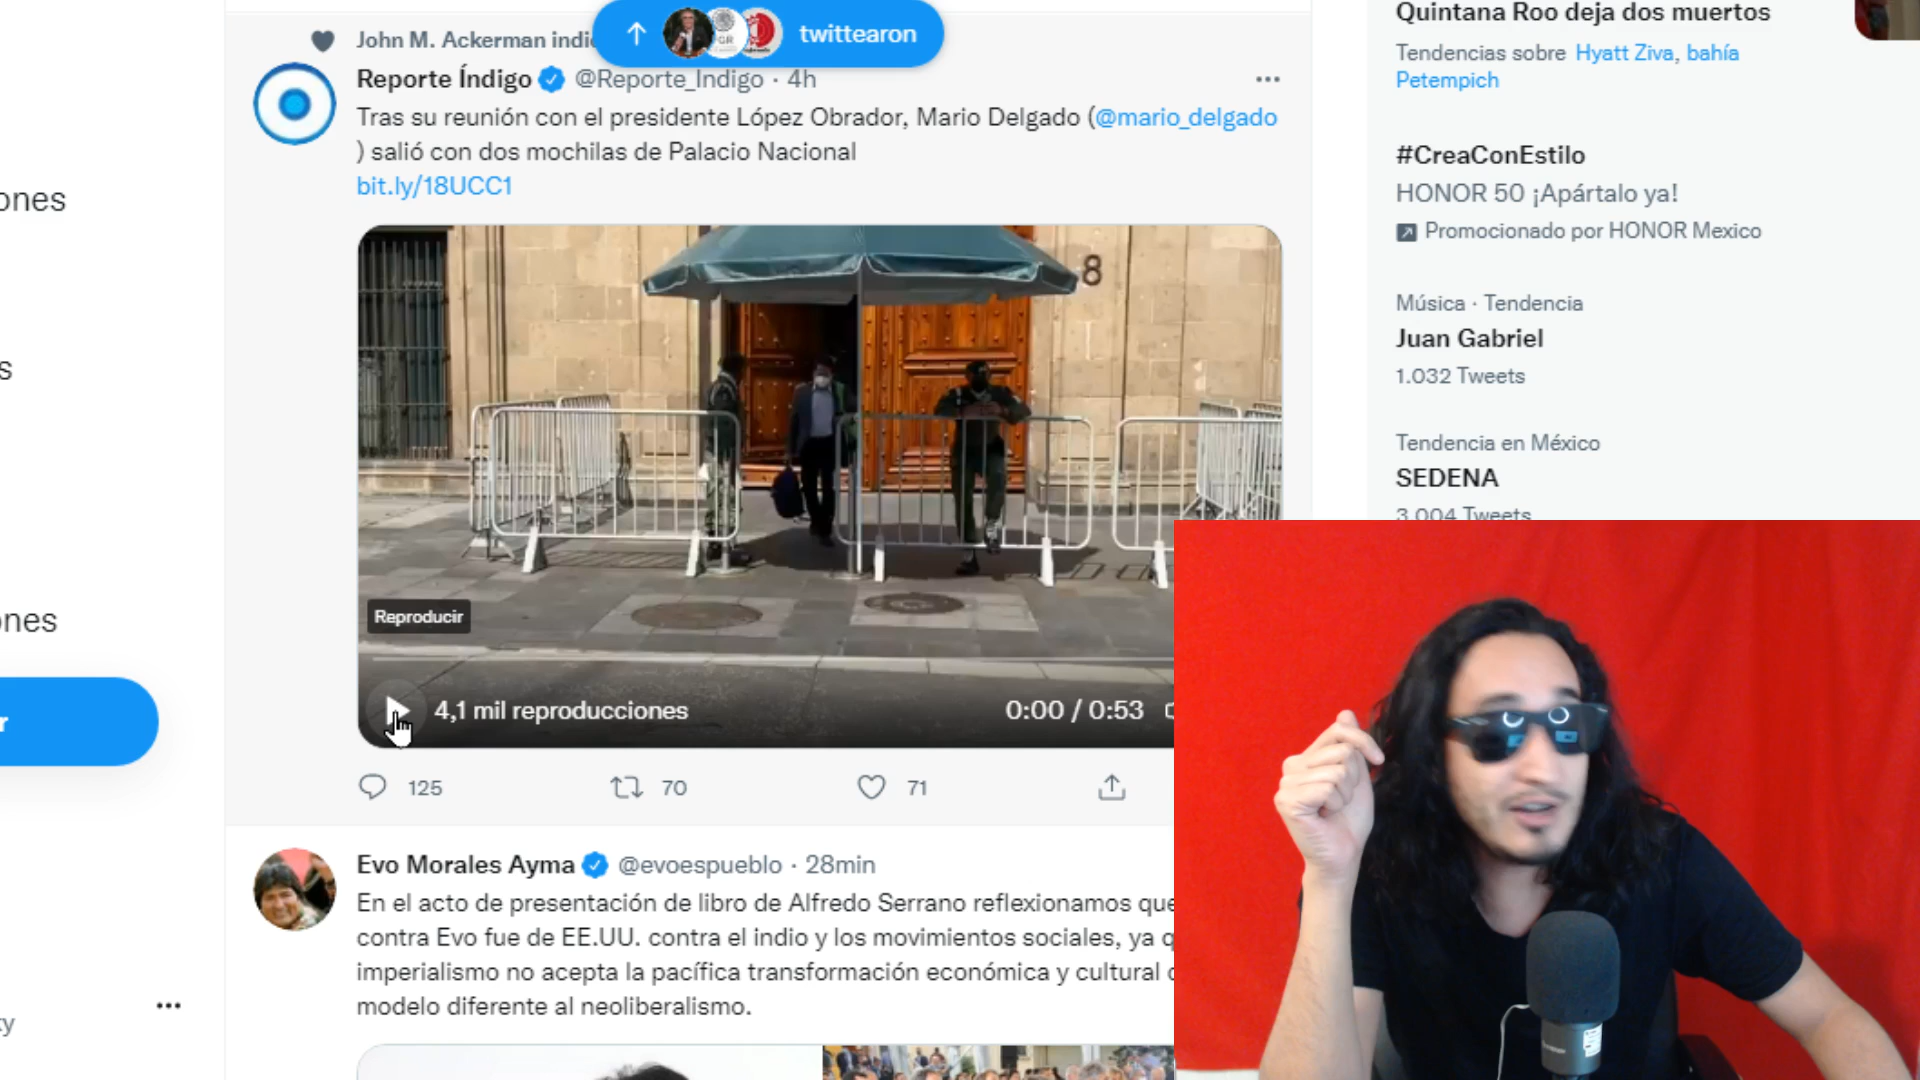 John M. Ackerman indic
twittearon
Reporte Índigo @Reporte_Indigo · 4h
Tras su reunión con el presidente López Obrador, Mario Delgado (@mario_delgado
) salió con dos mochilas de Palacio Nacional
bit.ly/18UCC1
8
Reproducir
4,1 mil reproducciones
0:00 / 0:53
125
70
71
Evo Morales Ayma @evoespueblo · 28min
En el acto de presentación de libro de Alfredo Serrano reflexionamos que
contra Evo fue de EE.UU. contra el indio y los movimientos sociales, ya q
imperialismo no acepta la pacífica transformación económica y cultural
modelo diferente al neoliberalismo.
ones
s
ones
r
Quintana Roo deja dos muertos
Tendencias sobre Hyatt Ziva, bahía
Petempich
#CreaConEstilo
HONOR 50 ¡Apártalo ya!
Promocionado por HONOR Mexico
Música · Tendencia
Juan Gabriel
1.032 Tweets
Tendencia en México
SEDENA
3.004 Tweets